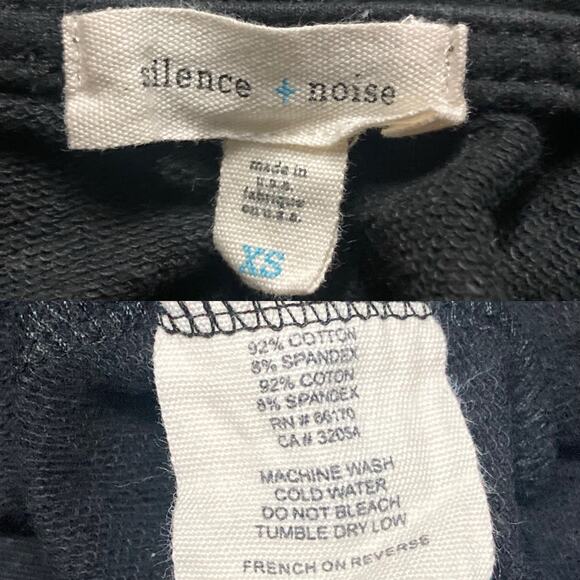 silence + noise
made in
u.s.a.
fabrique
en u.s.a.
XS
92% COTTON
8% SPANDEX
92% COTON
8% SPANDEX
RN # 66170
CA # 32054
MACHINE WASH
COLD WATER
DO NOT BLEACH
TUMBLE DRY LOW
FRENCH ON REVERSE